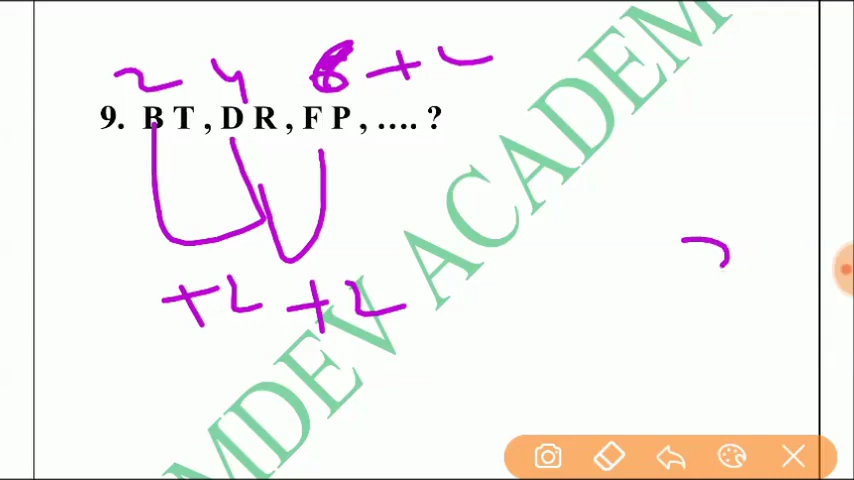 2 4 6 + 2
9. B T , D R , F P , .... ?
+2 +2
MDEV ACADEM